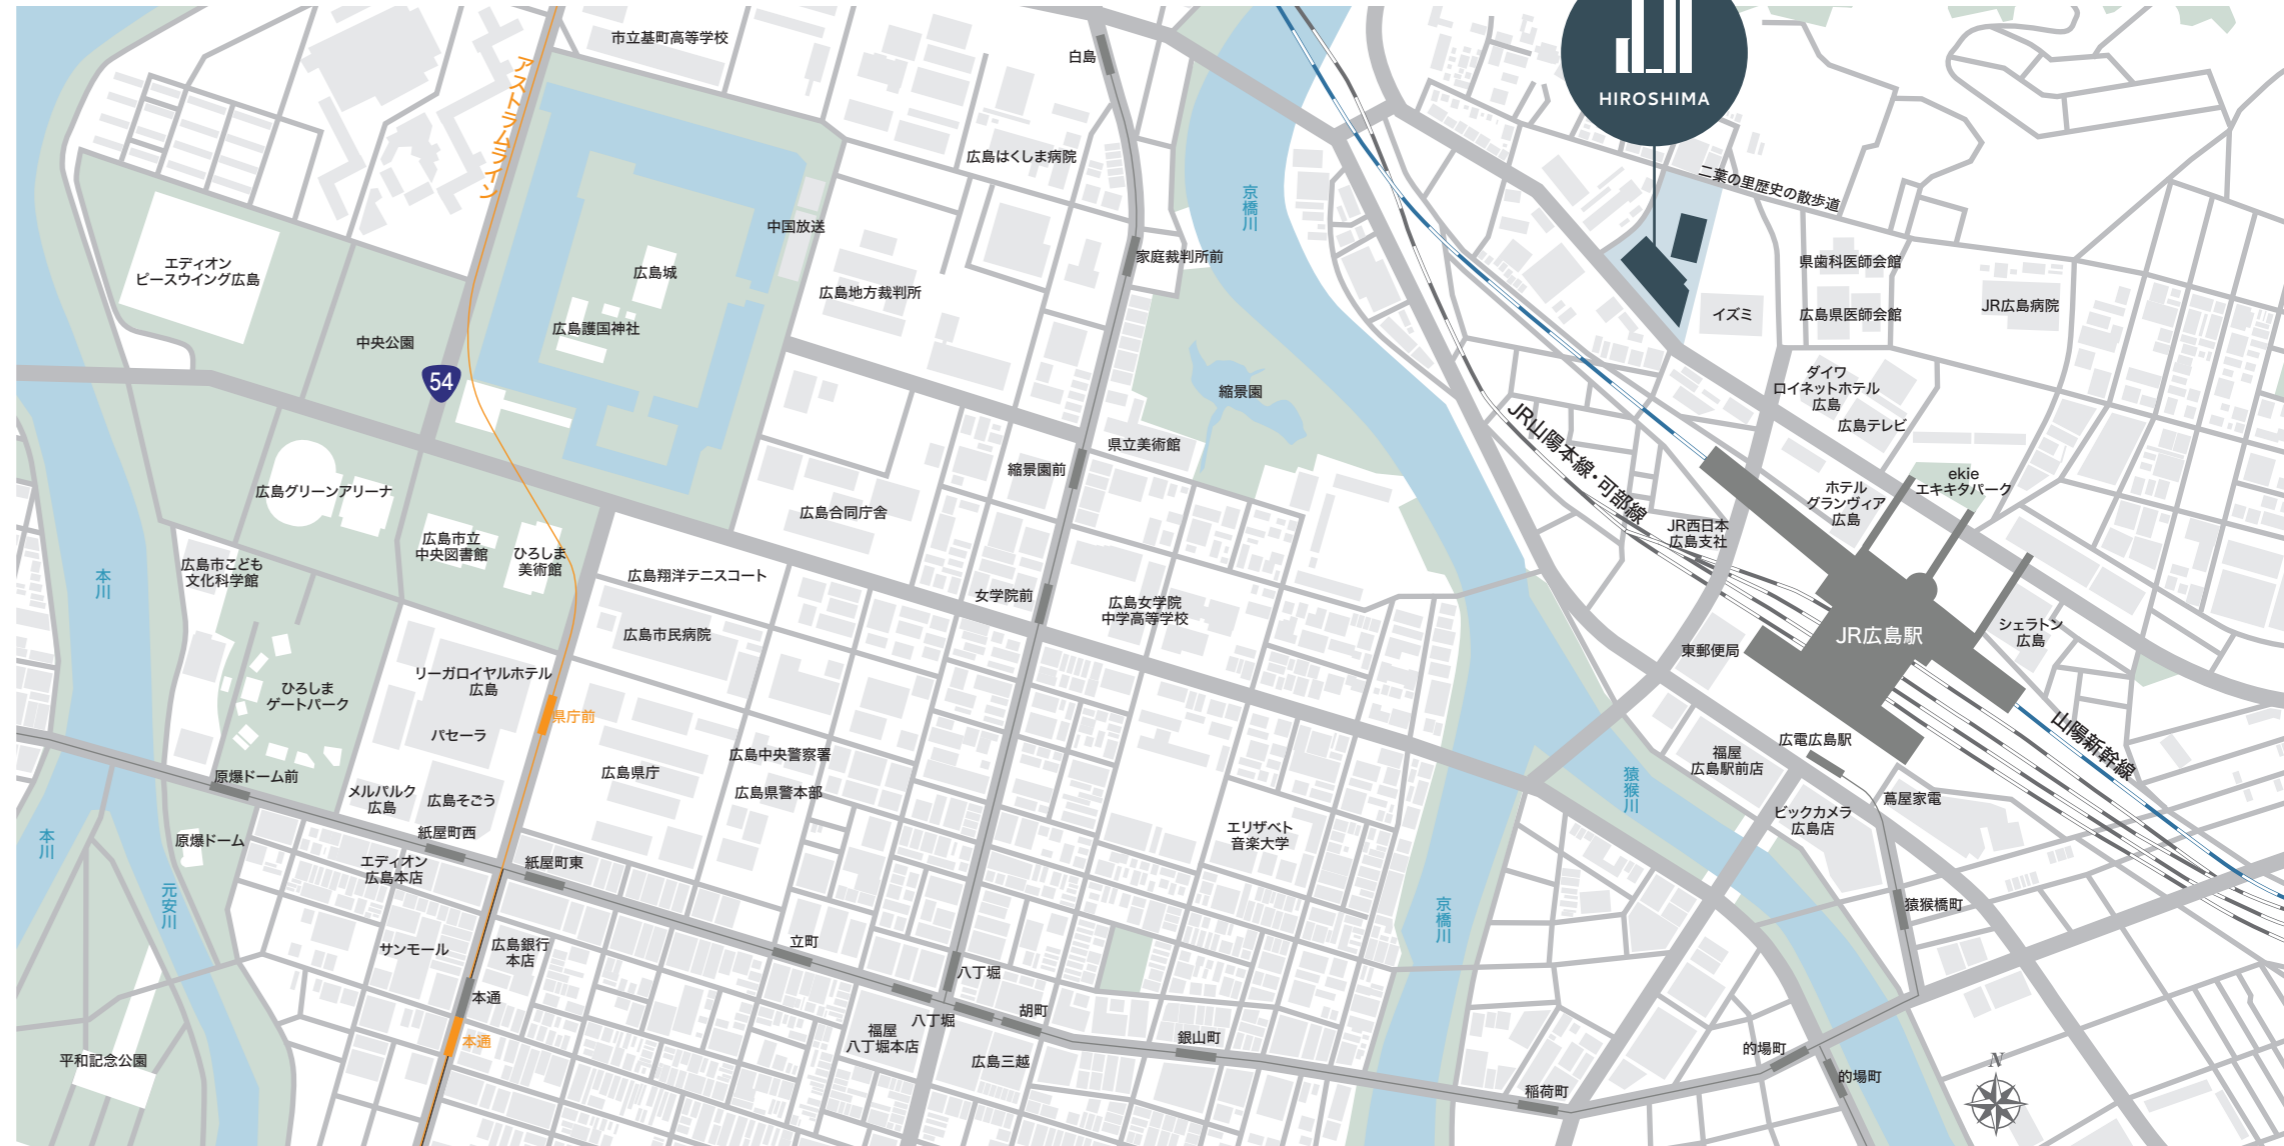 市立基町高等学校
白島
HIROSHIMA
アストラムライン
広島はくしま病院
二葉の里歴史の散歩道
京橋川
中国放送
家庭裁判所前
エディオン
ピースウイング広島
広島城
県歯科医師会館
広島地方裁判所
JR広島病院
イズミ
広島県医師会館
広島護国神社
中央公園
54
縮景園
ダイワ
ロイネットホテル
広島
広島テレビ
JR山陽本線・可部線
県立美術館
縮景園前
ekie
エキキタパーク
広島グリーンアリーナ
ホテル
グランヴィア
広島
広島合同庁舎
JR西日本
広島支社
広島市立
中央図書館
ひろしま
美術館
広島市こども
文化科学館
本川
広島翔洋テニスコート
女学院前
広島女学院
中学高等学校
広島市民病院
JR広島駅
シェラトン
広島
東郵便局
リーガロイヤルホテル
広島
ひろしま
ゲートパーク
県庁前
パセーラ
山陽新幹線
広島中央警察署
広電広島駅
福屋
広島駅前店
広島県庁
原爆ドーム前
猿猴川
広島県警本部
メルパルク
広島
広島そごう
蔦屋家電
ビックカメラ
広島店
本川
原爆ドーム
紙屋町西
エリザベト
音楽大学
エディオン
広島本店
紙屋町東
元安川
京橋川
猿猴橋町
サンモール
広島銀行
本店
立町
八丁堀
本通
胡町
八丁堀
福屋
八丁堀本店
銀山町
本通
的場町
平和記念公園
広島三越
N
的場町
稲荷町